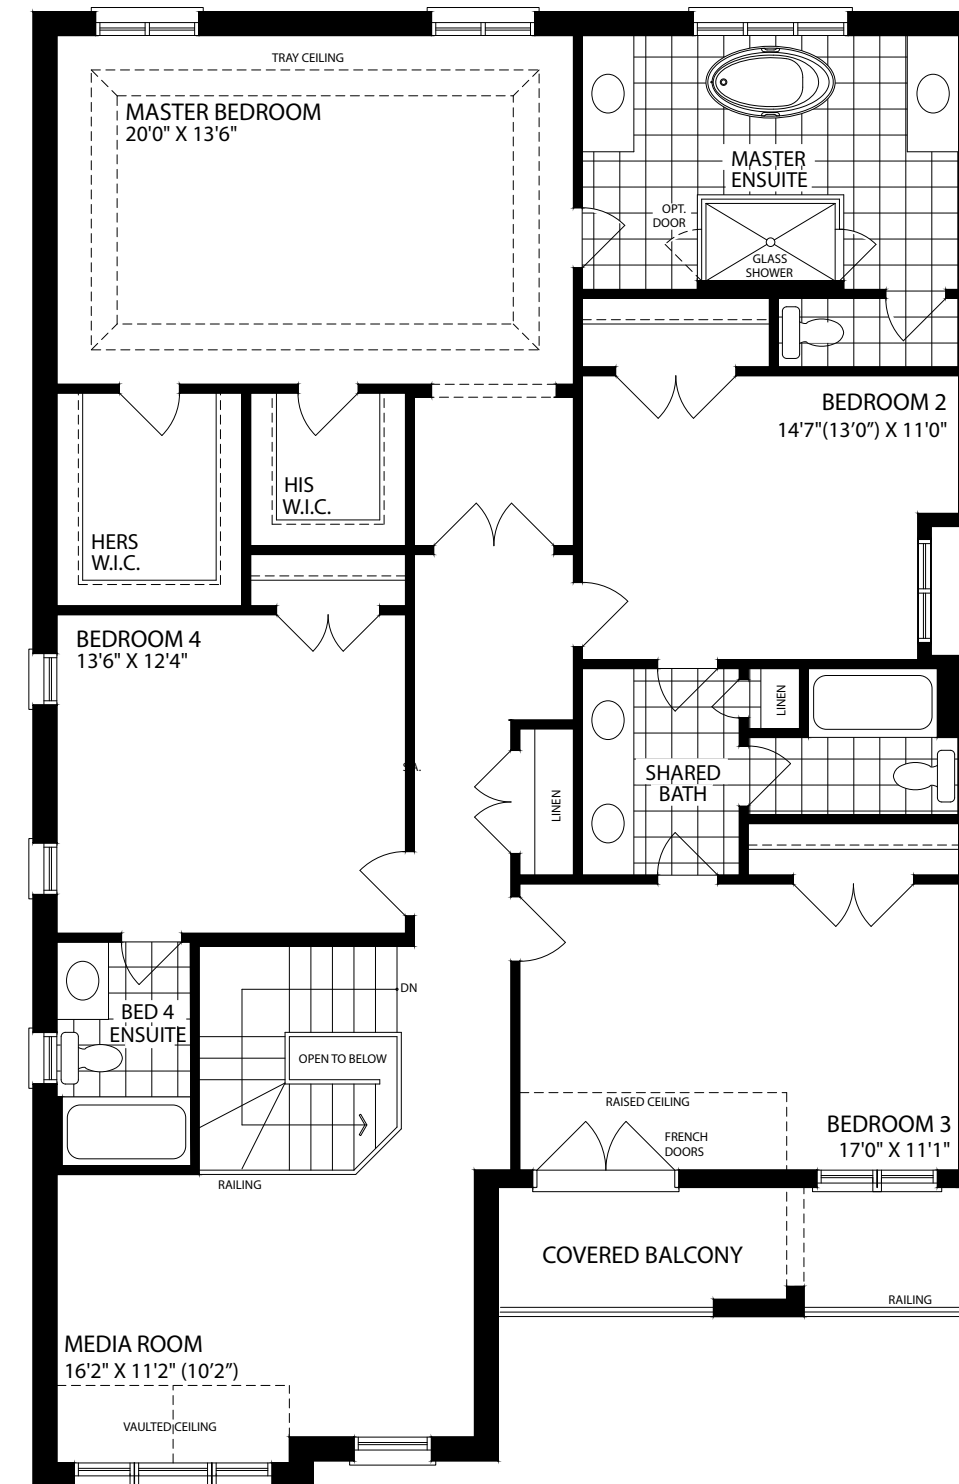 TRAY CEILING
MASTER BEDROOM
20'0" X 13'6"
MASTER
ENSUITE
OPT.
DOOR
GLASS
SHOWER
BEDROOM 2
14'7"(13’0”) X 11'0"
HIS
W.I.C.
HERS
W.I.C.
BEDROOM 4
13'6" X 12'4"
LINEN
SHARED
BATH
LINEN
DN
BED 4
ENSUITE
OPEN TO BELOW
RAISED CEILING
BEDROOM 3
17'0" X 11'1"
FRENCH
DOORS
RAILING
COVERED BALCONY
RAILING
MEDIA ROOM
16'2" X 11'2" (10’2”)
VAULTED CEILING